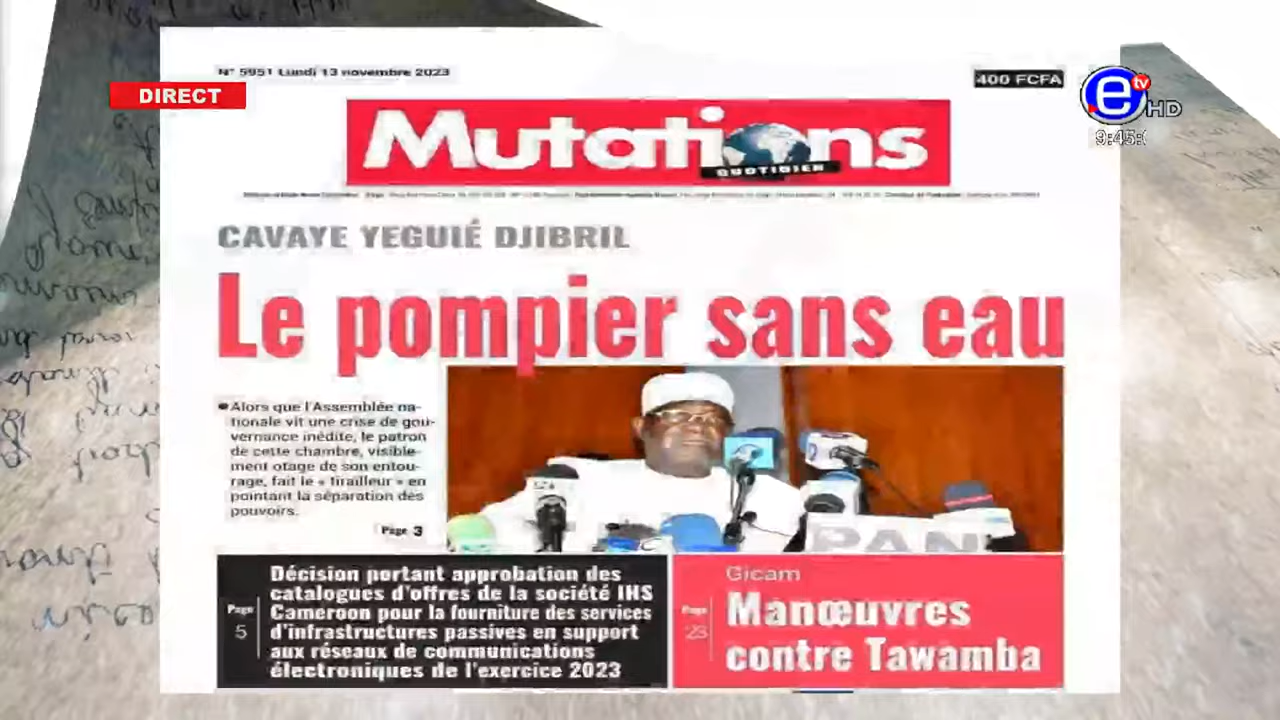 N° 5951 Lundi 13 novembre 2023
400 FCFA
DIRECT
e tv
HD
9:45:
Mutations
QUOTIDIEN
CAVAYE YEGUIÉ DJIBRIL
Le pompier sans eau
Alors que l'Assemblée na-
tionale vit une crise de gou-
vernance inédite, le patron
de cette chambre, visible-
ment otage de son entou-
rage, fait le « tirailleur » en
pointant la séparation des
pouvoirs.
Page 3
PAN
Page
5
Décision portant approbation des
catalogues d'offres de la société IHS
Cameroon pour la fourniture des services
d'infrastructures passives en support
aux réseaux de communications
électroniques de l'exercice 2023
Gicam
Page
23
Manœuvres
contre Tawamba